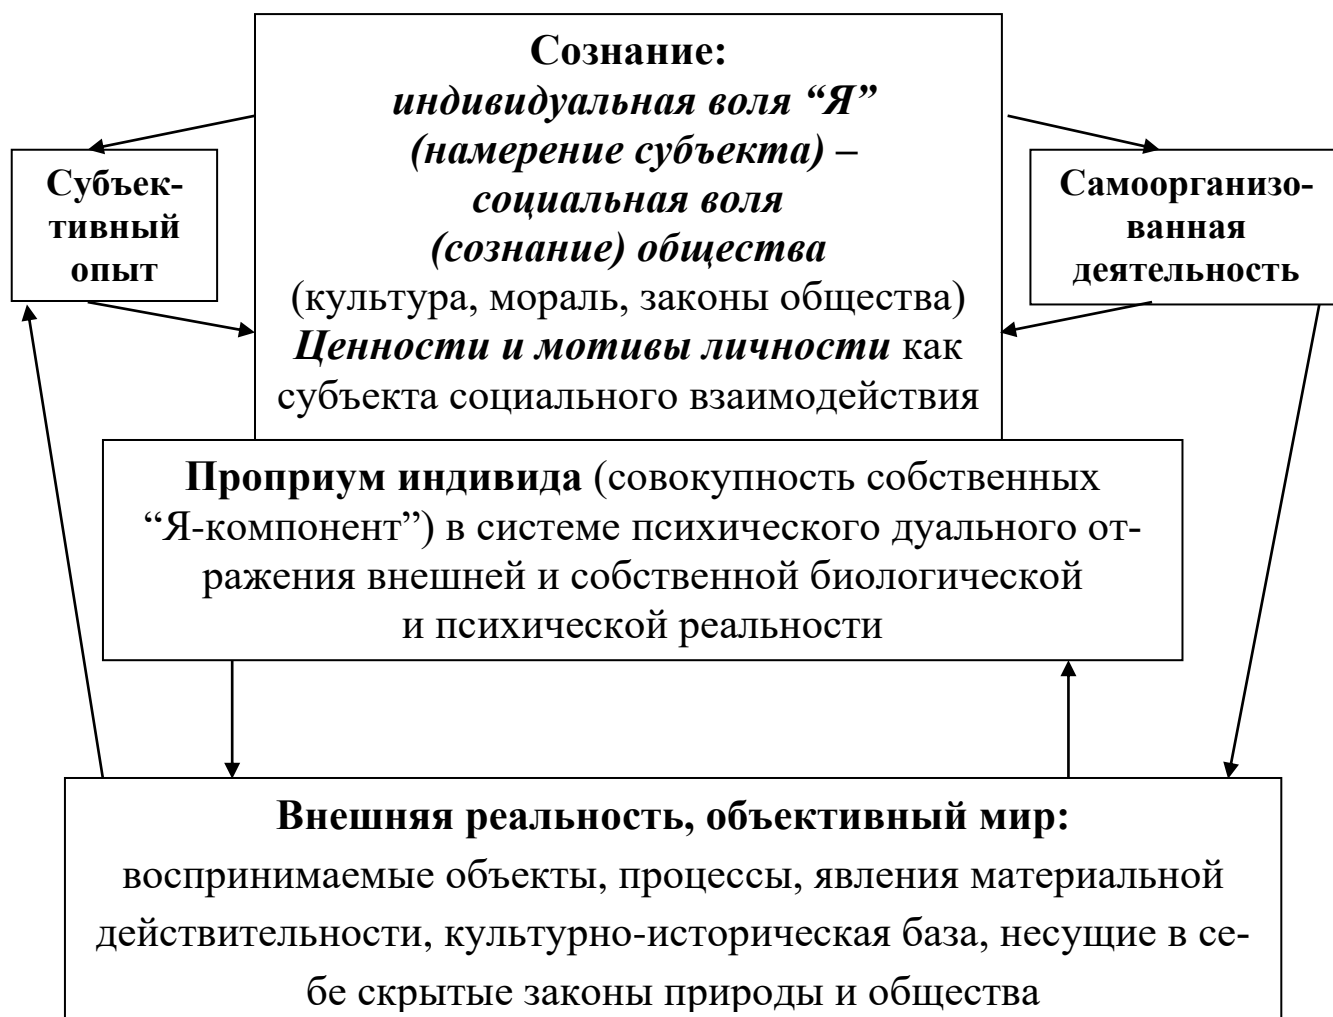 Сознание:
индивидуальная воля “Я”
(намерение субъекта) –
социальная воля
(сознание) общества
(культура, мораль, законы общества)
Ценности и мотивы личности как
субъекта социального взаимодействия
Субъек-
тивный
опыт
Самоорганизо-
ванная
деятельность
Проприум индивида (совокупность собственных
“Я-компонент”) в системе психического дуального от-
ражения внешней и собственной биологической
и психической реальности
Внешняя реальность, объективный мир:
воспринимаемые объекты, процессы, явления материальной
действительности, культурно-историческая база, несущие в се-
бе скрытые законы природы и общества